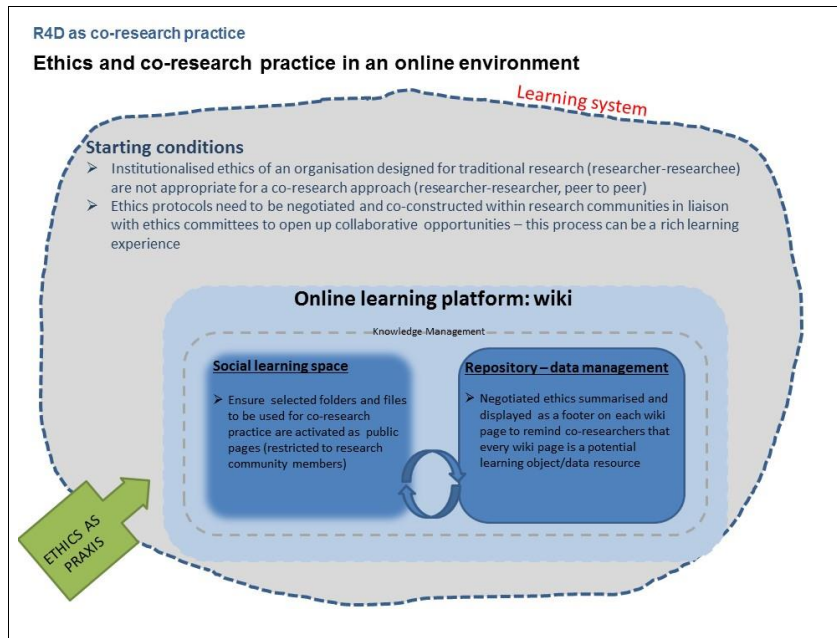 R4D as co-research practice
Ethics and co-research practice in an online environment
Learning system
Starting conditions
➢ Institutionalised ethics of an organisation designed for traditional research (researcher-researchee)
are not appropriate for a co-research approach (researcher-researcher, peer to peer)
➢ Ethics protocols need to be negotiated and co-constructed within research communities in liaison
with ethics committees to open up collaborative opportunities – this process can be a rich learning
experience
Online learning platform: wiki
Knowledge Management
Social learning space
➢ Ensure selected folders and files
to be used for co-research
practice are activated as public
pages (restricted to research
community members)
Repository – data management
➢ Negotiated ethics summarised and
displayed as a footer on each wiki
page to remind co-researchers that
every wiki page is a potential
learning object/data resource
ETHICS AS
PRAXIS